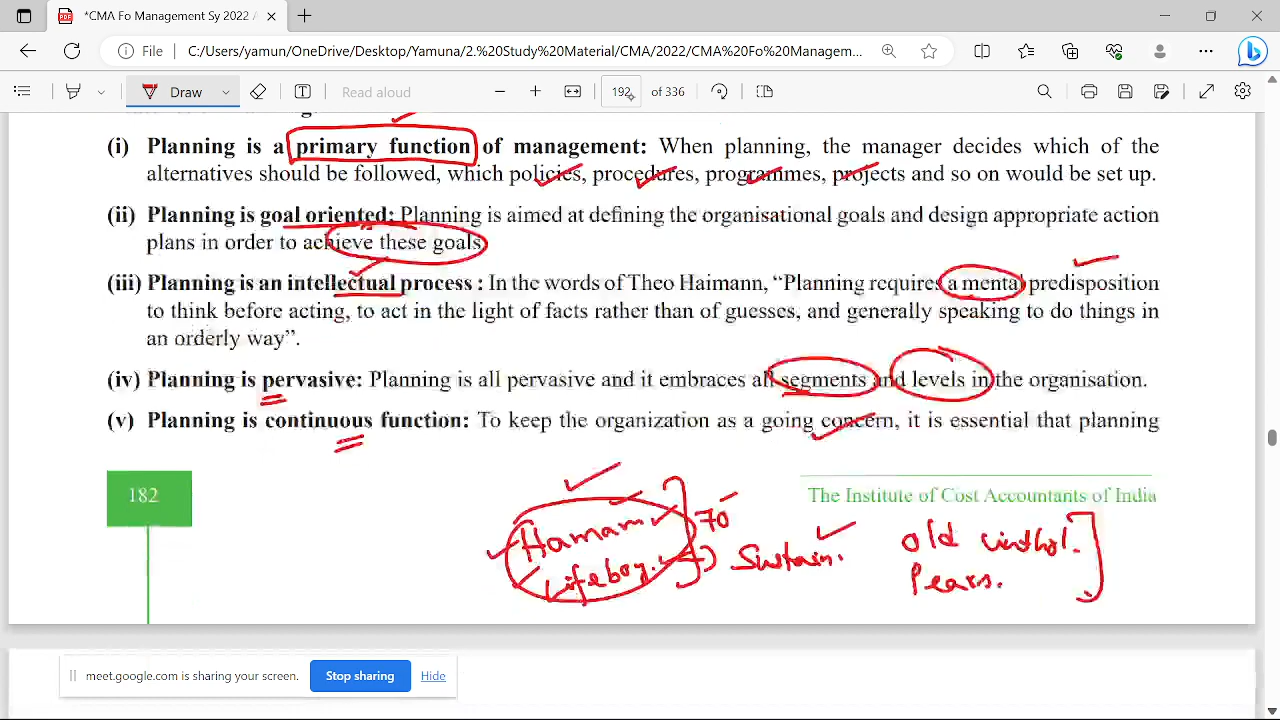 *CMA Fo Management Sy 2022 A
File
C:/Users/yamun/OneDrive/Desktop/Yamuna/2.%20Study%20Material/CMA/2022/CMA%20Fo%20Managem...
Draw
Read aloud
192 of 336
(i) Planning is a primary function of management: When planning, the manager decides which of the
alternatives should be followed, which policies, procedures, programmes, projects and so on would be set up.
(ii) Planning is goal oriented: Planning is aimed at defining the organisational goals and design appropriate action
plans in order to achieve these goals.
(iii) Planning is an intellectual process : In the words of Theo Haimann, “Planning requires a mental predisposition
to think before acting, to act in the light of facts rather than of guesses, and generally speaking to do things in
an orderly way”.
(iv) Planning is pervasive: Planning is all pervasive and it embraces all segments and levels in the organisation.
(v) Planning is continuous function: To keep the organization as a going concern, it is essential that planning
182
The Institute of Cost Accountants of India
Hamam 70
Lifeboy. Sustain.
Old cinthol.
Pears.
meet.google.com is sharing your screen.
Stop sharing
Hide